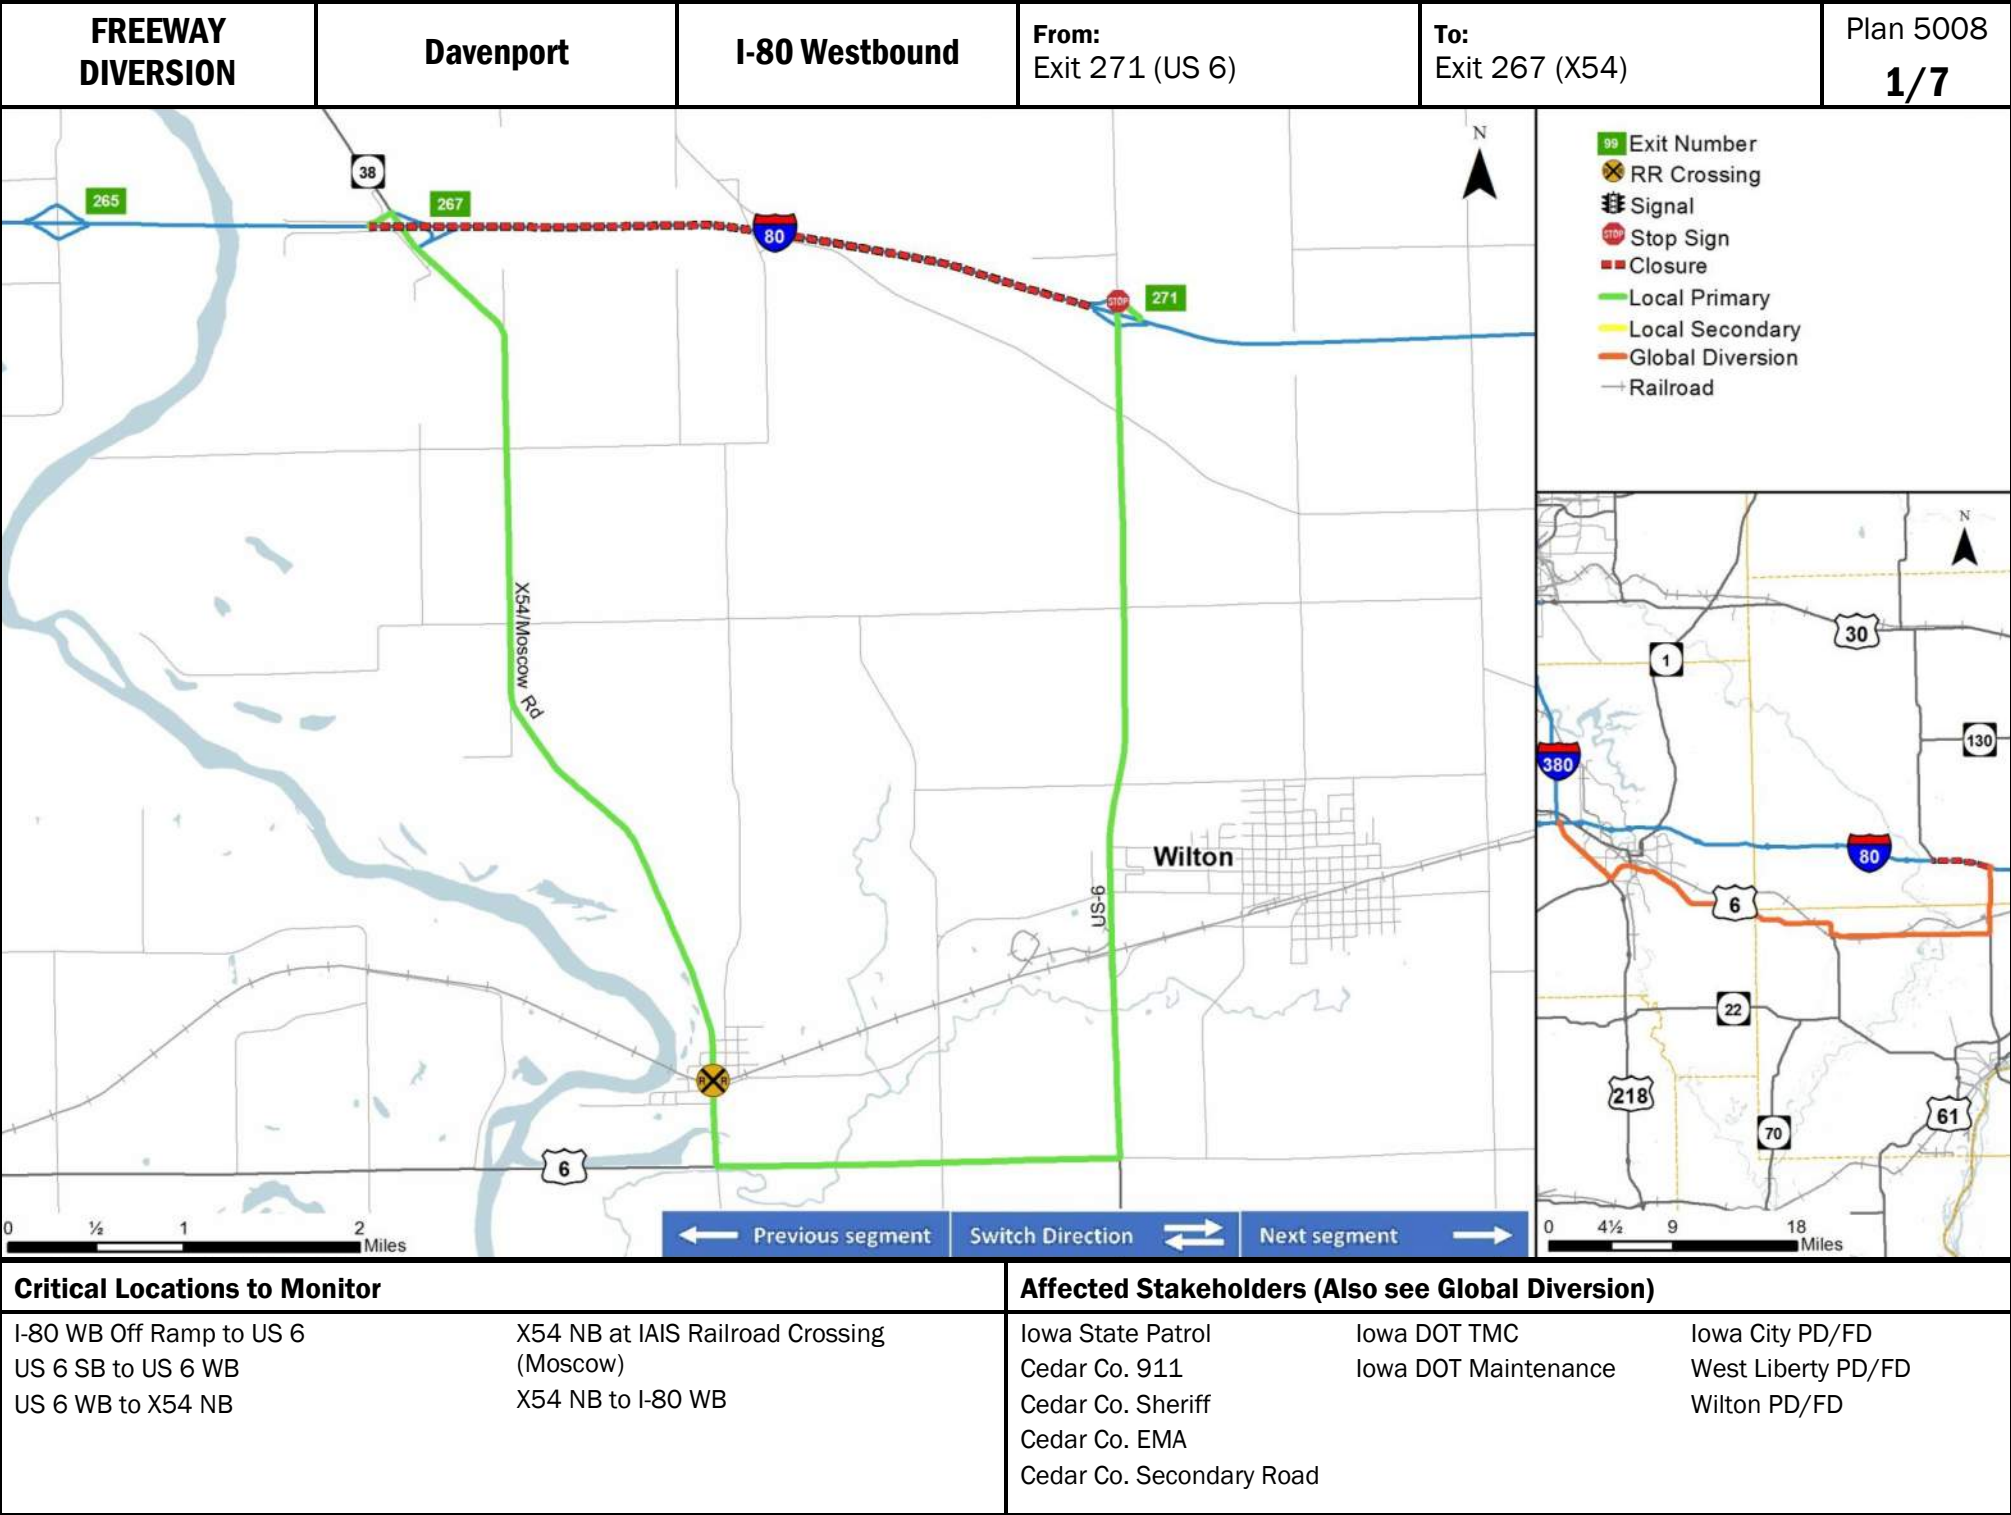 FREEWAY
DIVERSION
Davenport
I-80 Westbound
From:
Exit 271 (US 6)
To:
Exit 267 (X54)
Plan 5008
1/7
38
265
267
80
STOP
271
N
X54/Moscow Rd
Wilton
US-6
R R
6
0 ½ 1 2
Miles
Previous segment
Switch Direction
Next segment
99 Exit Number
RR Crossing
Signal
STOP Stop Sign
Closure
Local Primary
Local Secondary
Global Diversion
Railroad
N
30
1
130
380
80
6
22
218
61
70
0 4½ 9 18
Miles
Critical Locations to Monitor
I-80 WB Off Ramp to US 6
US 6 SB to US 6 WB
US 6 WB to X54 NB
X54 NB at IAIS Railroad Crossing
(Moscow)
X54 NB to I-80 WB
Affected Stakeholders (Also see Global Diversion)
Iowa State Patrol
Cedar Co. 911
Cedar Co. Sheriff
Cedar Co. EMA
Cedar Co. Secondary Road
Iowa DOT TMC
Iowa DOT Maintenance
Iowa City PD/FD
West Liberty PD/FD
Wilton PD/FD